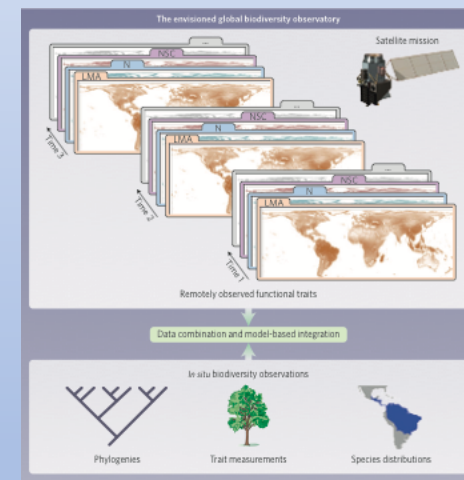 The envisioned global biodiversity observatory
Satellite mission
...
NSC
N
LMA
Time 3
...
NSC
N
LMA
Time 2
...
NSC
N
LMA
Time 1
Remotely observed functional traits
Data combination and model-based integration
In situ biodiversity observations
Phylogenies
Trait measurements
Species distributions